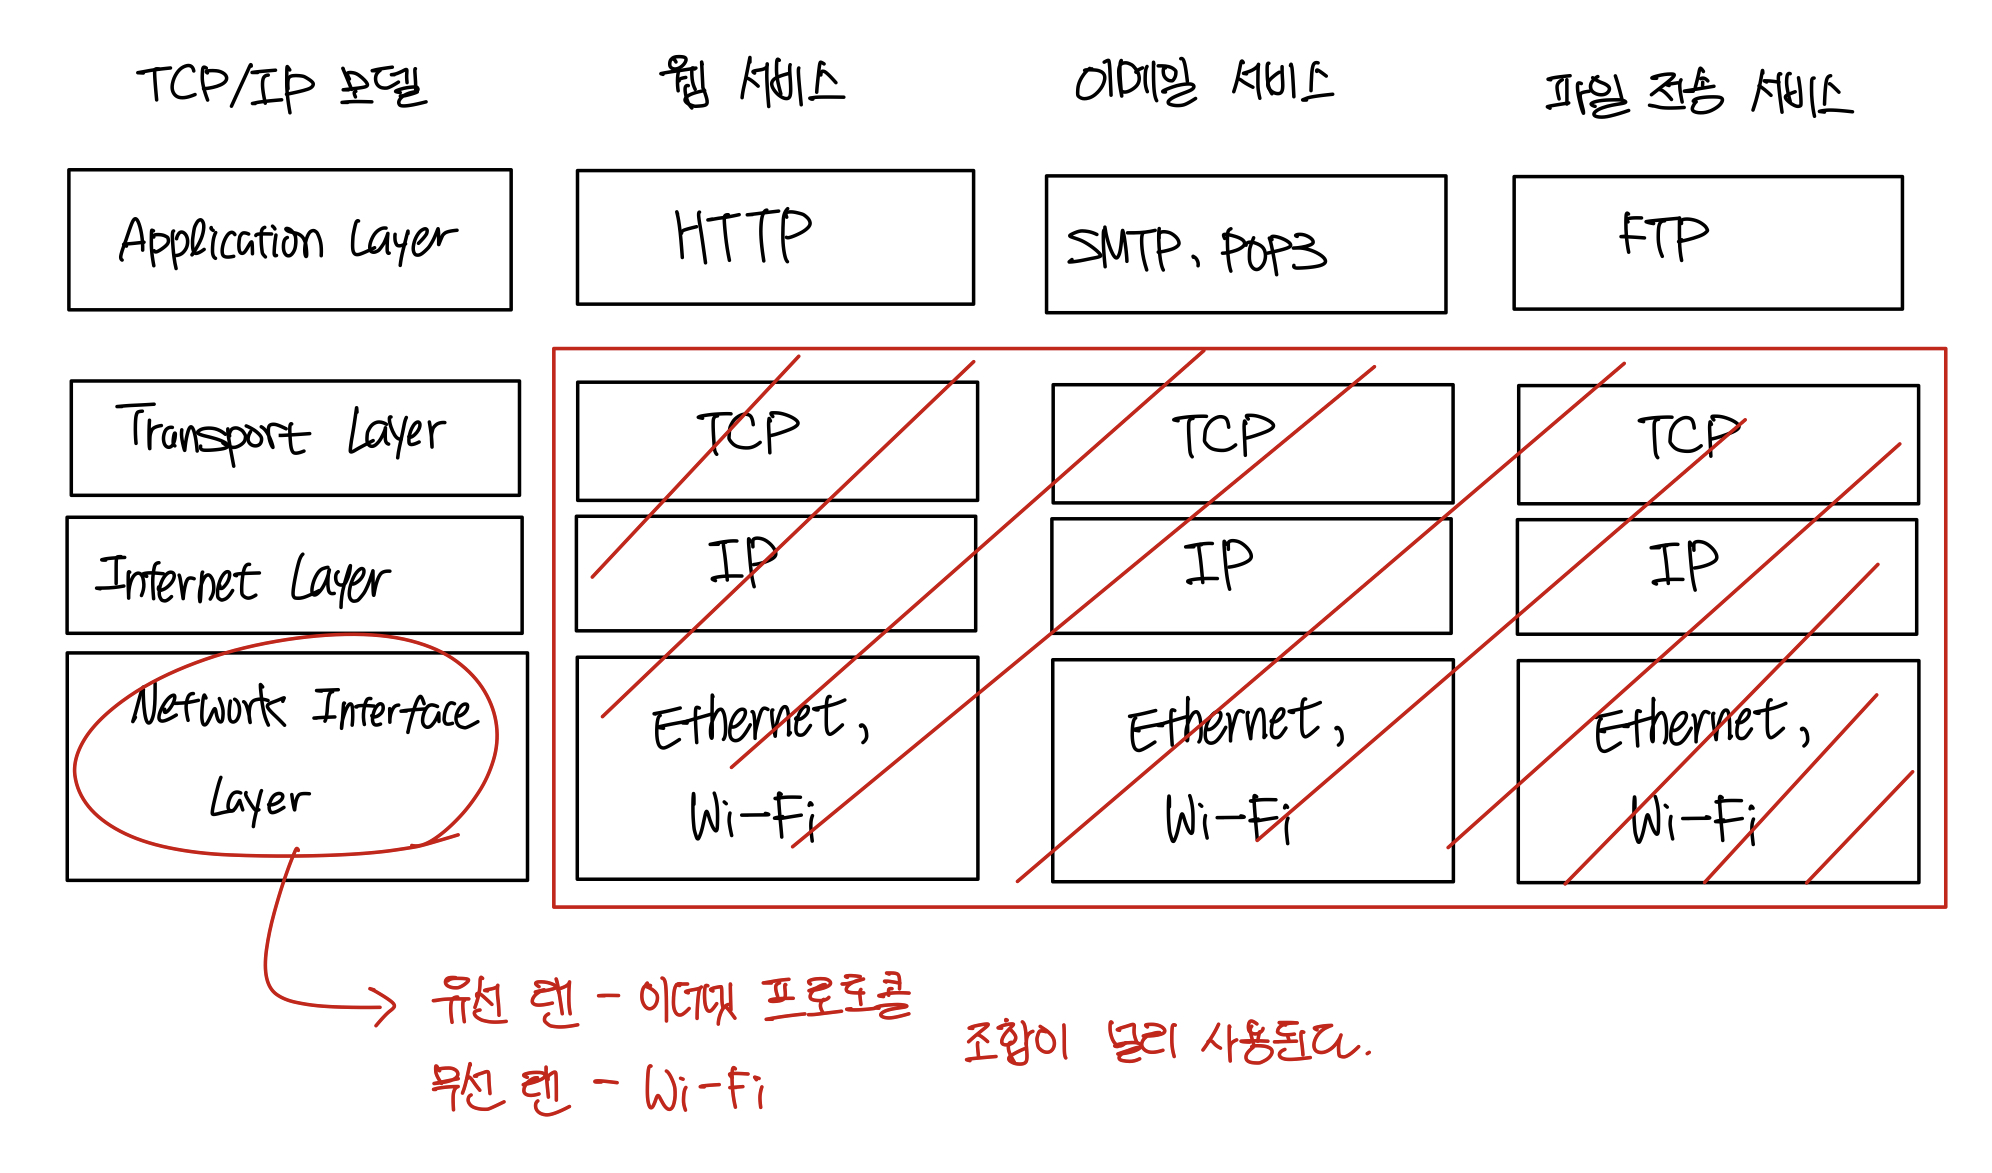 TCP/IP 모델 웹 서비스 이메일 서비스 파일 전송 서비스
Application Layer HTTP SMTP, POP3 FTP
Transport Layer TCP TCP TCP
Internet Layer IP IP IP
Network Interface Ethernet, Ethernet, Ethernet,
Layer Wi-Fi Wi-Fi Wi-Fi
유선 랜 - 이더넷 프로토콜
무선 랜 - Wi-Fi
조합이 널리 사용된다.